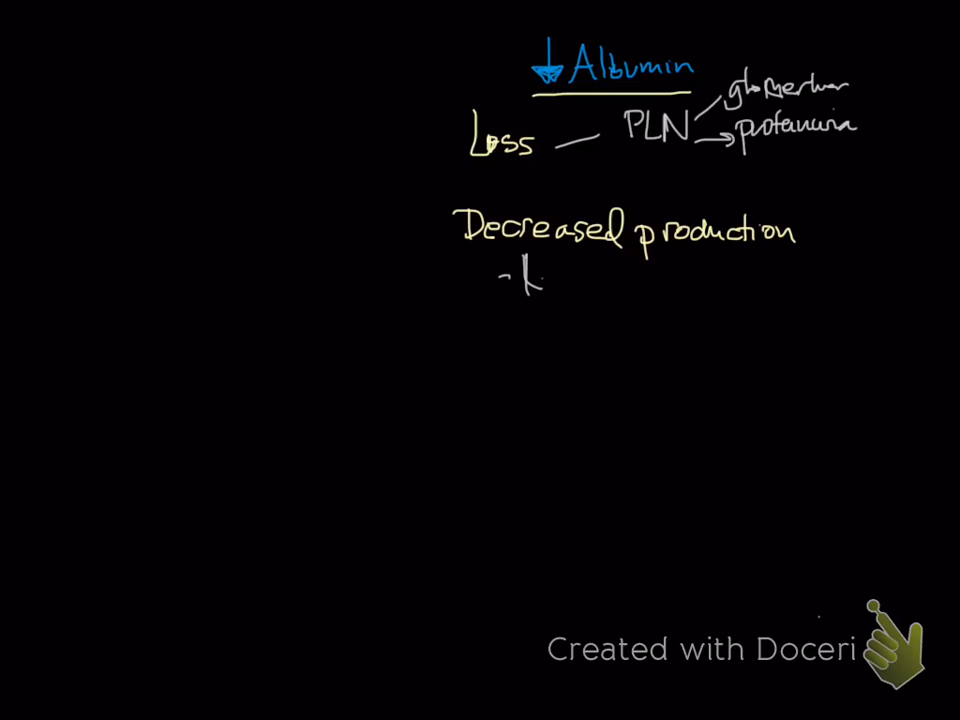 ↓ Albumin
Loss — PLN glomerular
→ proteinuria
Decreased production
-
Created with Doceri